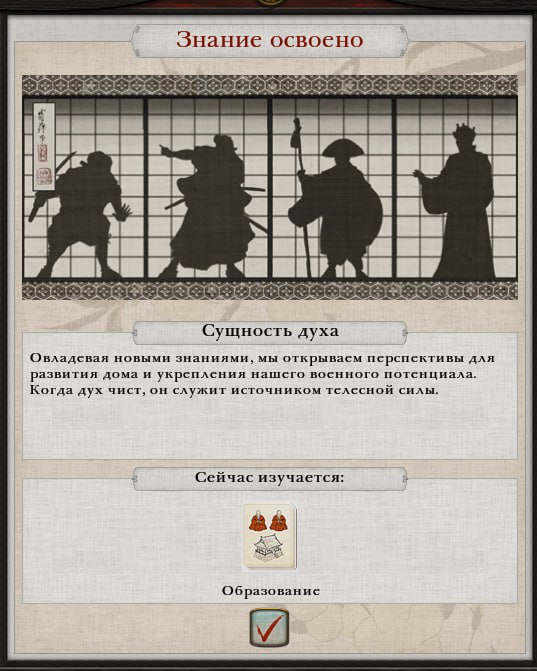 Знание освоено
Сущность духа
Овладевая новыми знаниями, мы открываем перспективы для
развития дома и укрепления нашего военного потенциала.
Когда дух чист, он служит источником телесной силы.
Сейчас изучается:
Образование